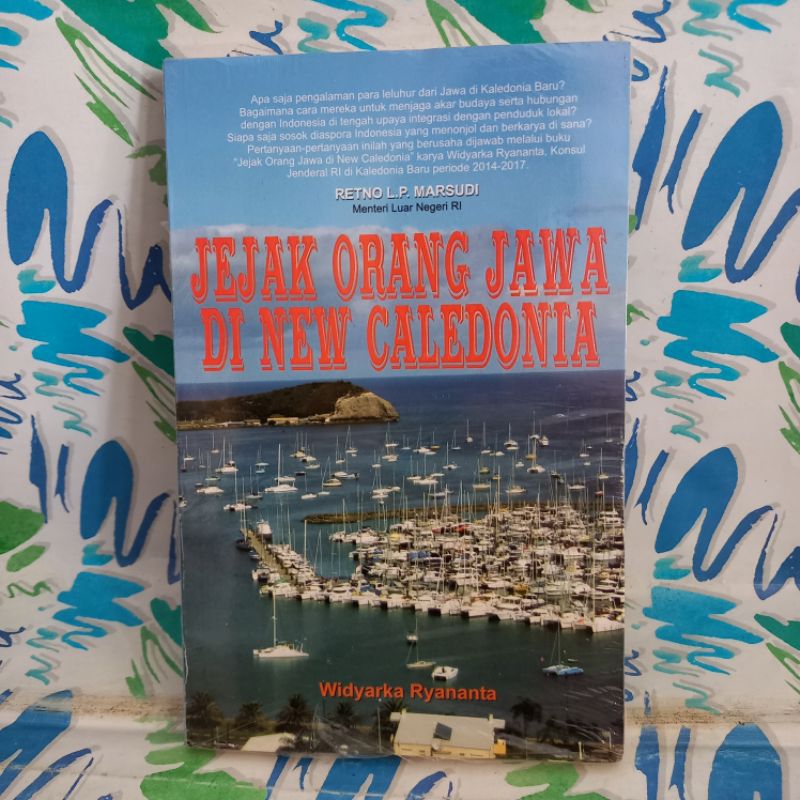 Apa saja pengalaman para leluhur dari Jawa di Kaledonia Baru?
Bagaimana cara mereka untuk menjaga akar budaya serta hubungan
dengan Indonesia di tengah upaya integrasi dengan penduduk lokal?
Siapa saja sosok diaspora Indonesia yang menonjol dan berkarya di sana?
Pertanyaan-pertanyaan inilah yang berusaha dijawab melalui buku
"Jejak Orang Jawa di New Caledonia" karya Widyarka Ryananta, Konsul
Jenderal RI di Kaledonia Baru periode 2014-2017.
RETNO L.P. MARSUDI
Menteri Luar Negeri RI
JEJAK ORANG JAWA
DI NEW CALEDONIA
Widyarka Ryananta